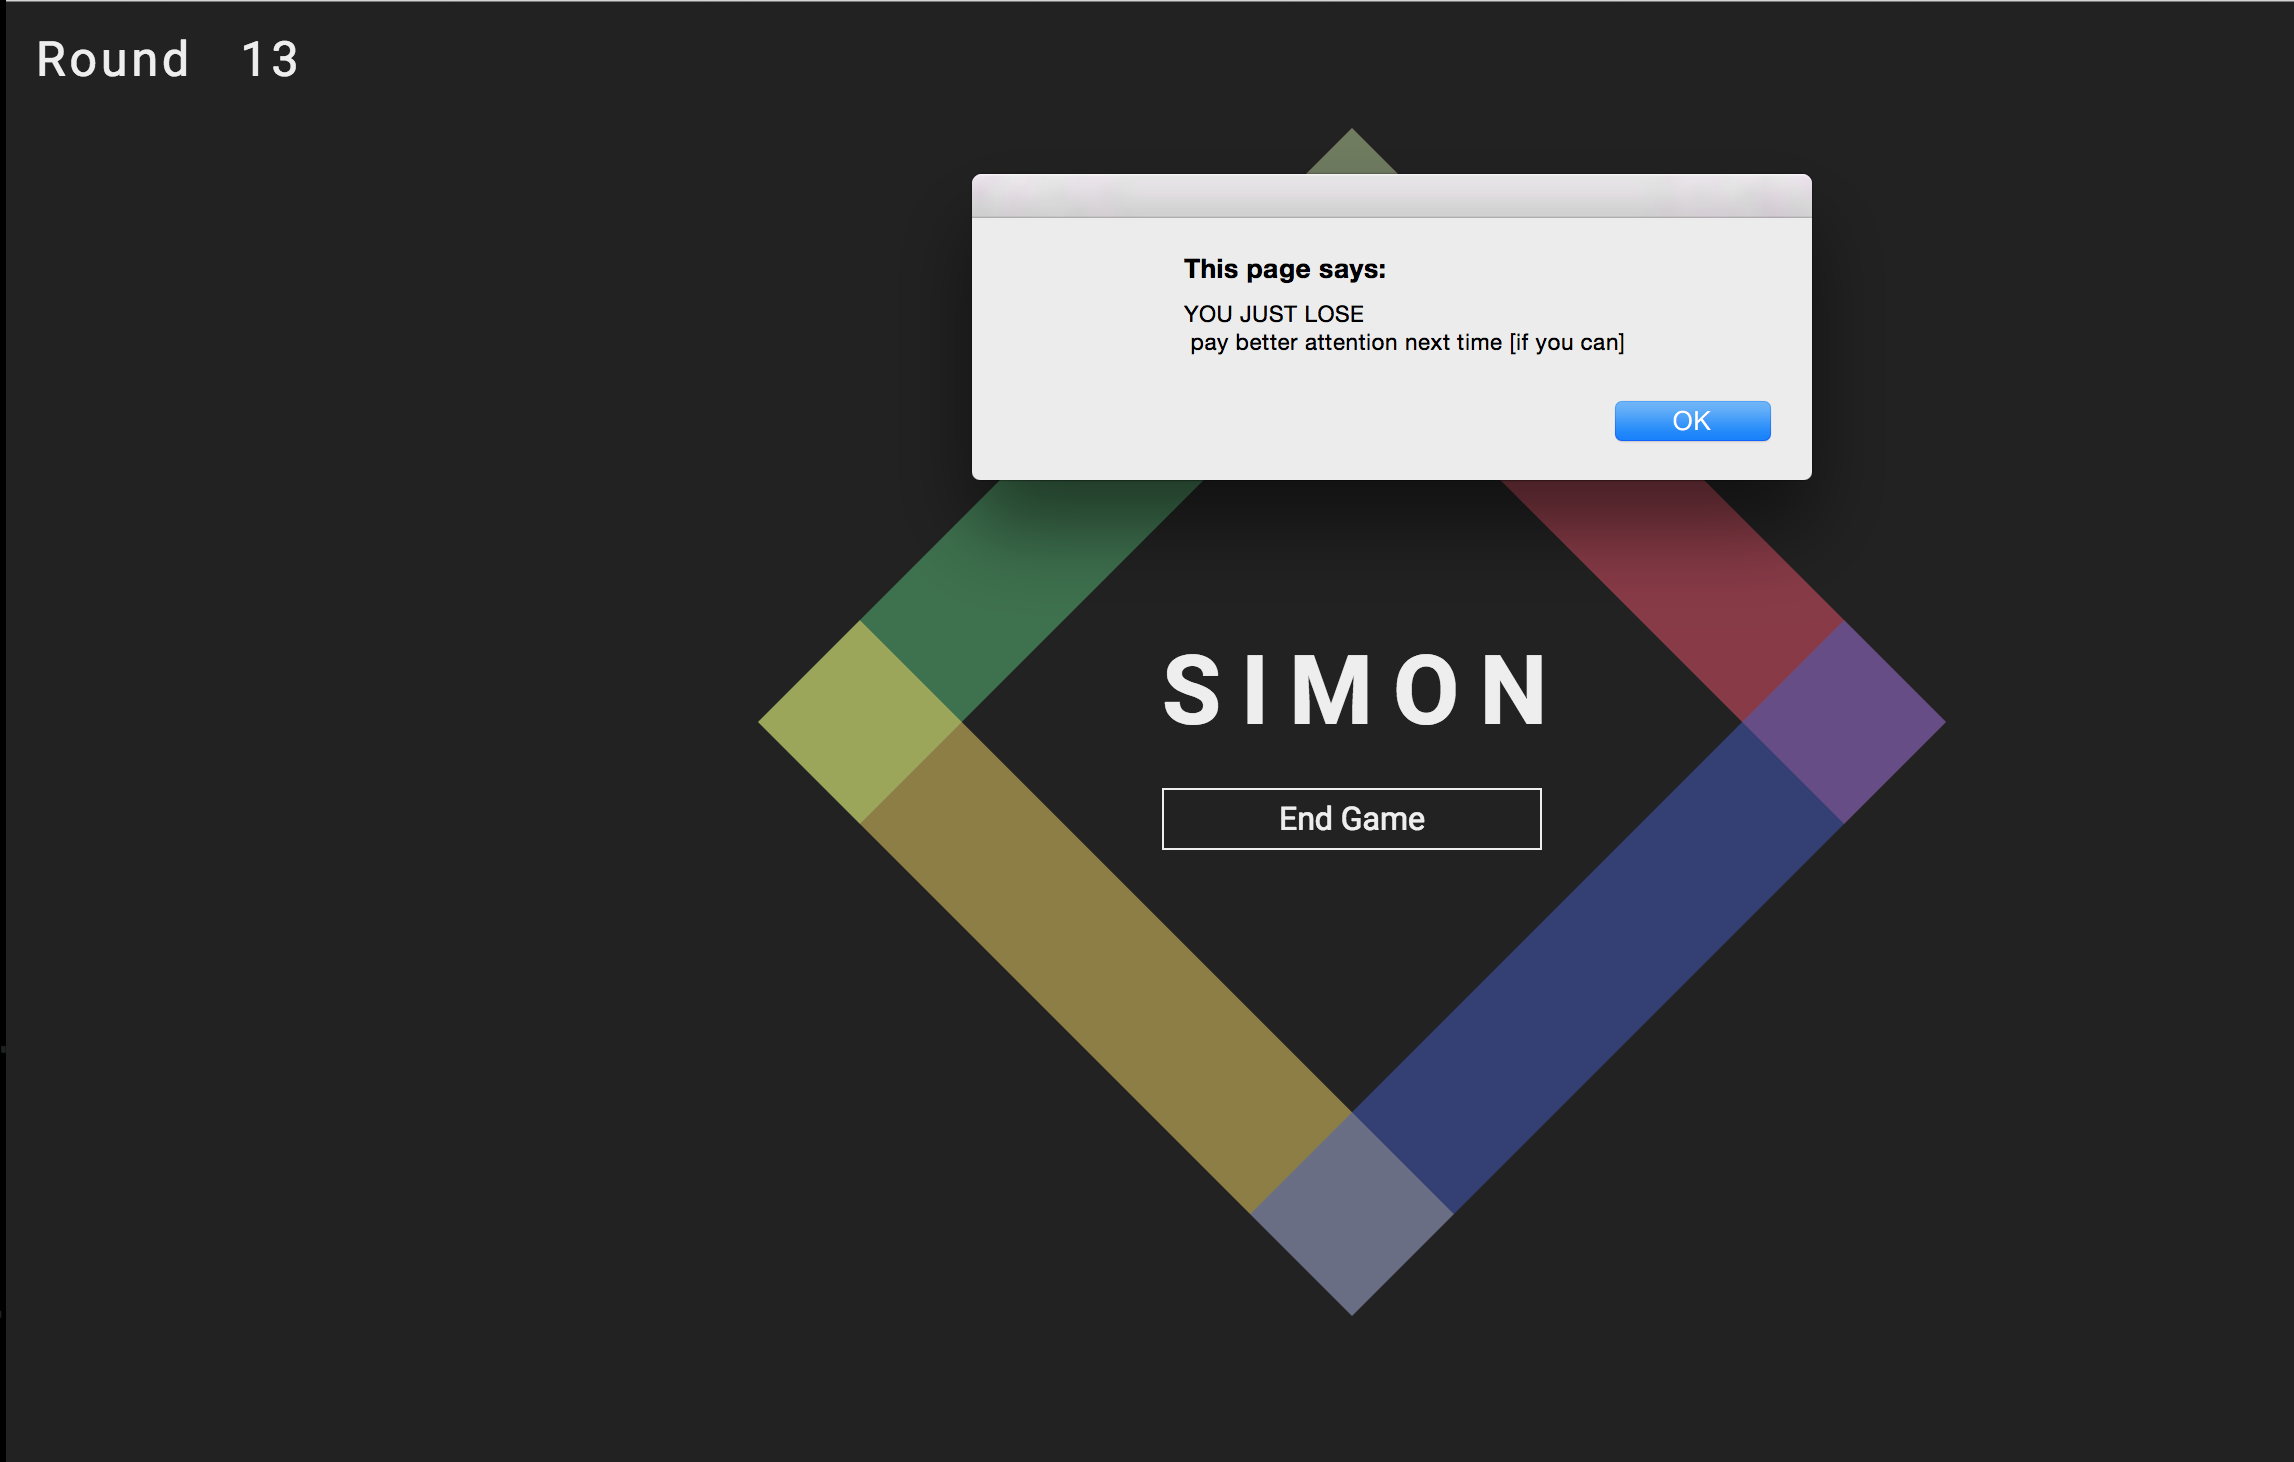 Round 13
This page says:
YOU JUST LOSE
pay better attention next time [if you can]
OK
SIMON
End Game